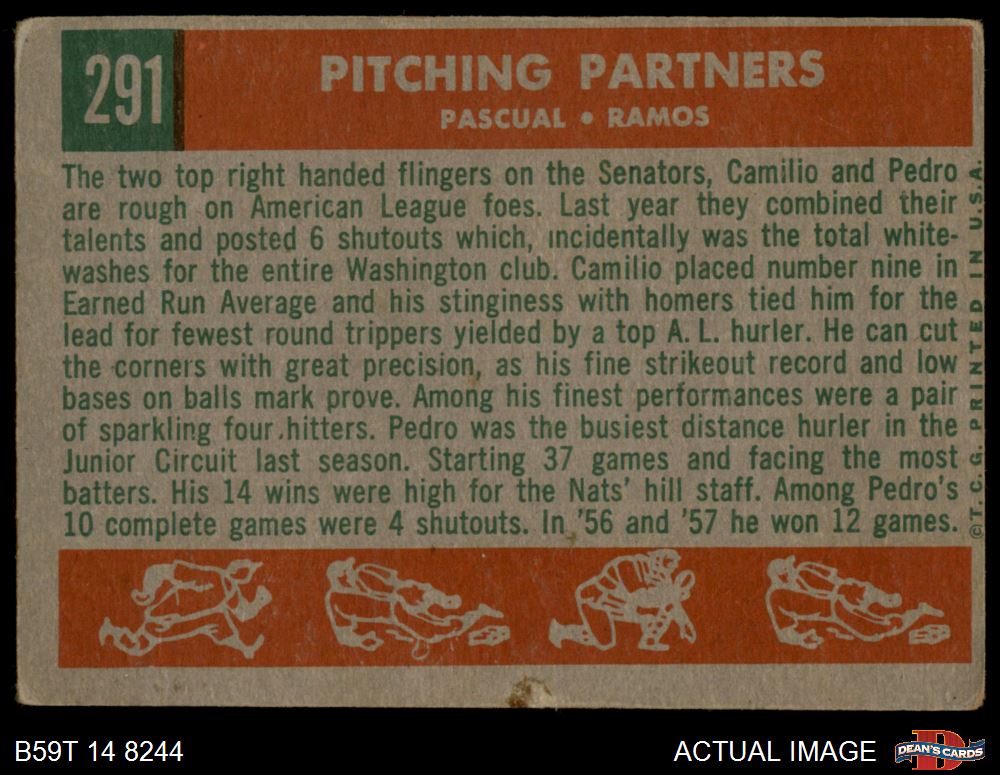 291
PITCHING PARTNERS
PASCUAL • RAMOS
The two top right handed flingers on the Senators, Camilio and Pedro
are rough on American League foes. Last year they combined their
talents and posted 6 shutouts which, incidentally was the total white-
washes for the entire Washington club. Camilio placed number nine in
Earned Run Average and his stinginess with homers tied him for the
lead for fewest round trippers yielded by a top A. L. hurler. He can cut
the corners with great precision, as his fine strikeout record and low
bases on balls mark prove. Among his finest performances were a pair
of sparkling four hitters. Pedro was the busiest distance hurler in the
Junior Circuit last season. Starting 37 games and facing the most
batters. His 14 wins were high for the Nats' hill staff. Among Pedro's
10 complete games were 4 shutouts. In '56 and '57 he won 12 games.
© T. C. G. PRINTED IN U.S.A.
B59T 14 8244
ACTUAL IMAGE
DEAN'S CARDS